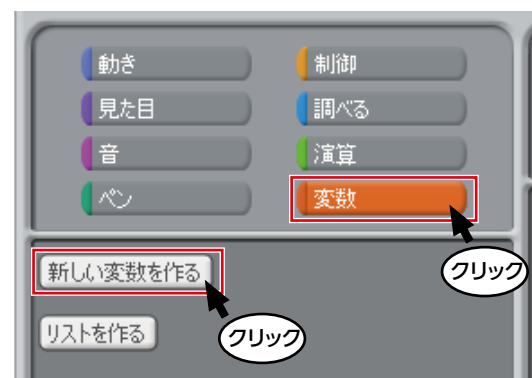 動き
制御
見た目
調べる
音
演算
ペン
変数
クリック
新しい変数を作る
リストを作る
クリック